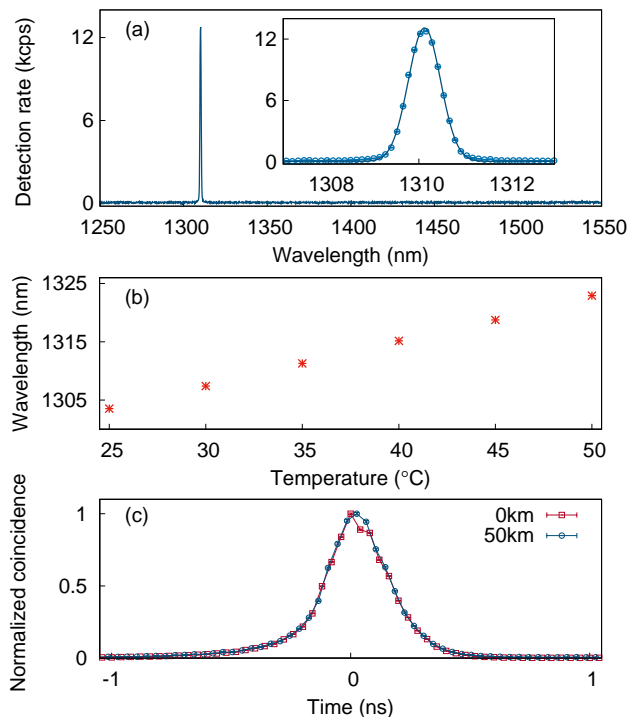 (a)
Detection rate (kcps)
12
6
0
12
6
0
1308 1310 1312
1250 1300 1350 1400 1450 1500 1550
Wavelength (nm)
(b)
Wavelength (nm)
1325
1315
1305
25 30 35 40 45 50
Temperature (°C)
(c)
Normalized coincidence
0km
50km
1
0.5
0
-1 0 1
Time (ns)